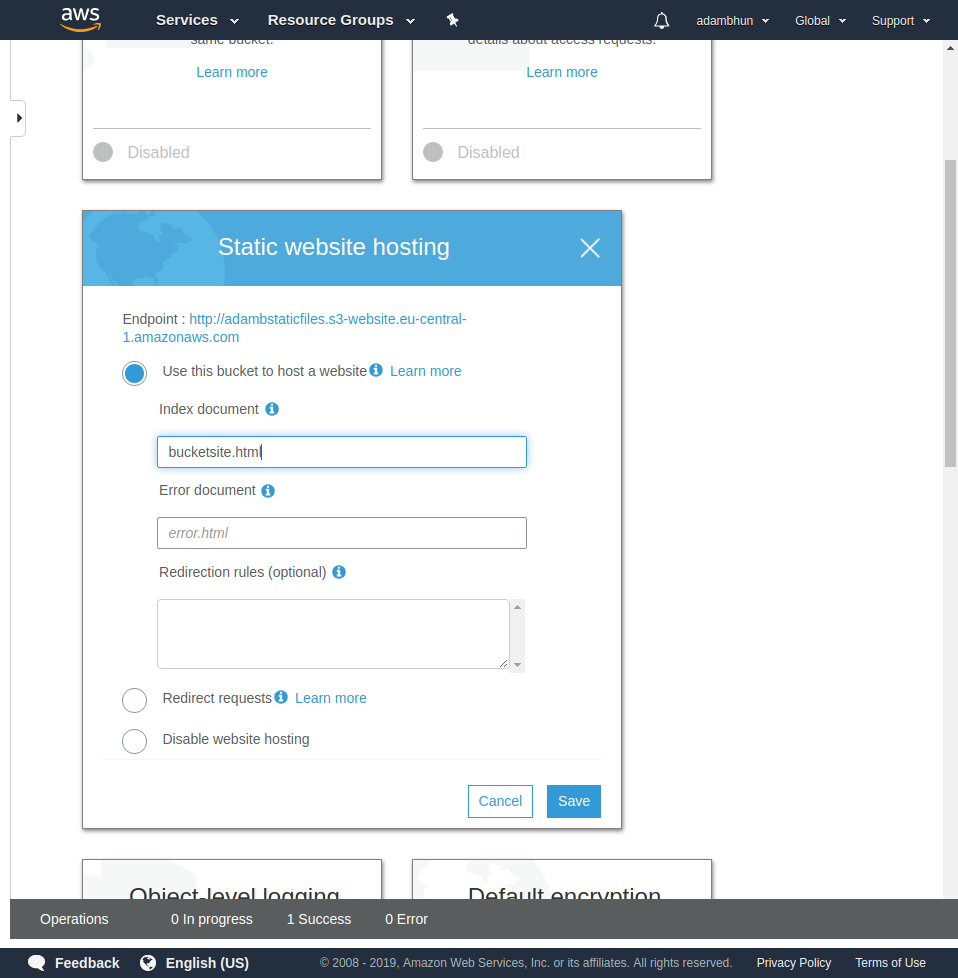 aws Services Resource Groups adambhun Global Support
same bucket. details about access requests.
Learn more Learn more
Disabled Disabled
Static website hosting
Endpoint : http://adambstaticfiles.s3-website.eu-central-
1.amazonaws.com
Use this bucket to host a website Learn more
Index document
bucketsite.html
Error document
error.html
Redirection rules (optional)
Redirect requests Learn more
Disable website hosting
Cancel Save
Object-level logging Default encryption
Operations 0 In progress 1 Success 0 Error
Feedback English (US) © 2008 - 2019, Amazon Web Services, Inc. or its affiliates. All rights reserved. Privacy Policy Terms of Use